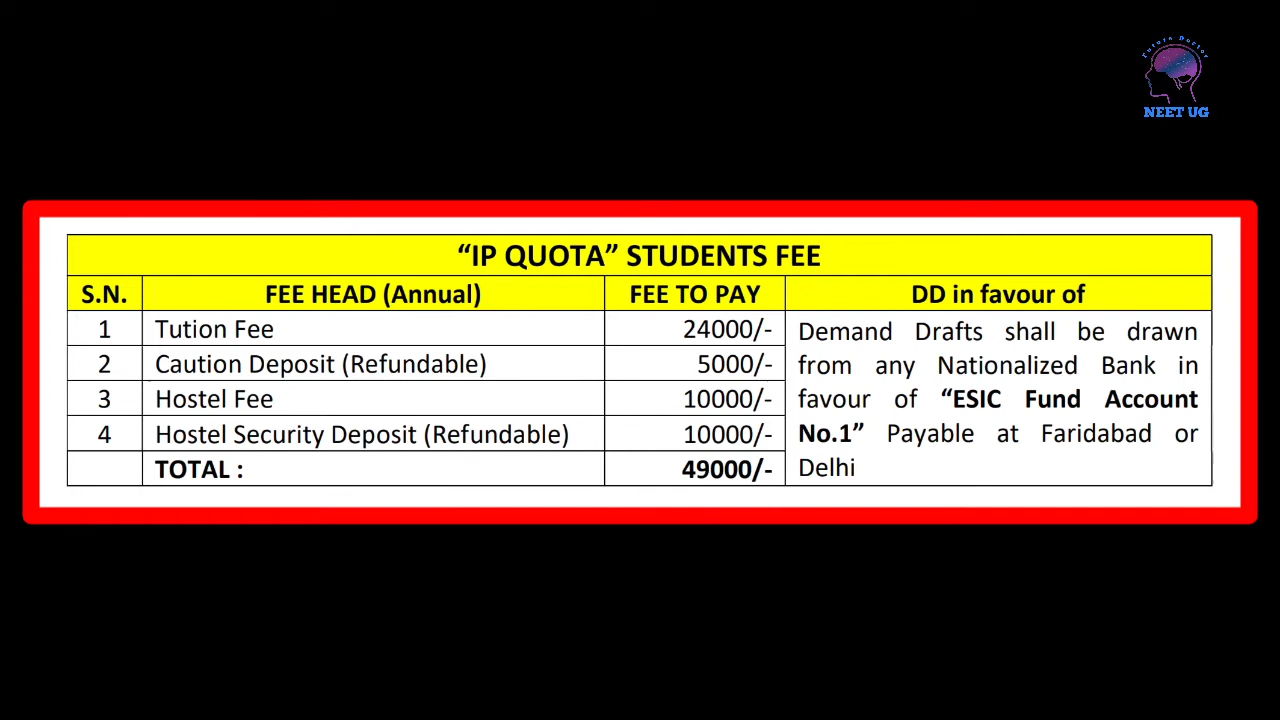 Future Doctor
NEET UG
“IP QUOTA” STUDENTS FEE
S.N. FEE HEAD (Annual) FEE TO PAY DD in favour of
1 Tution Fee 24000/-
2 Caution Deposit (Refundable) 5000/-
3 Hostel Fee 10000/-
4 Hostel Security Deposit (Refundable) 10000/-
TOTAL : 49000/-
Demand Drafts shall be drawn
from any Nationalized Bank in
favour of “ESIC Fund Account
No.1” Payable at Faridabad or
Delhi